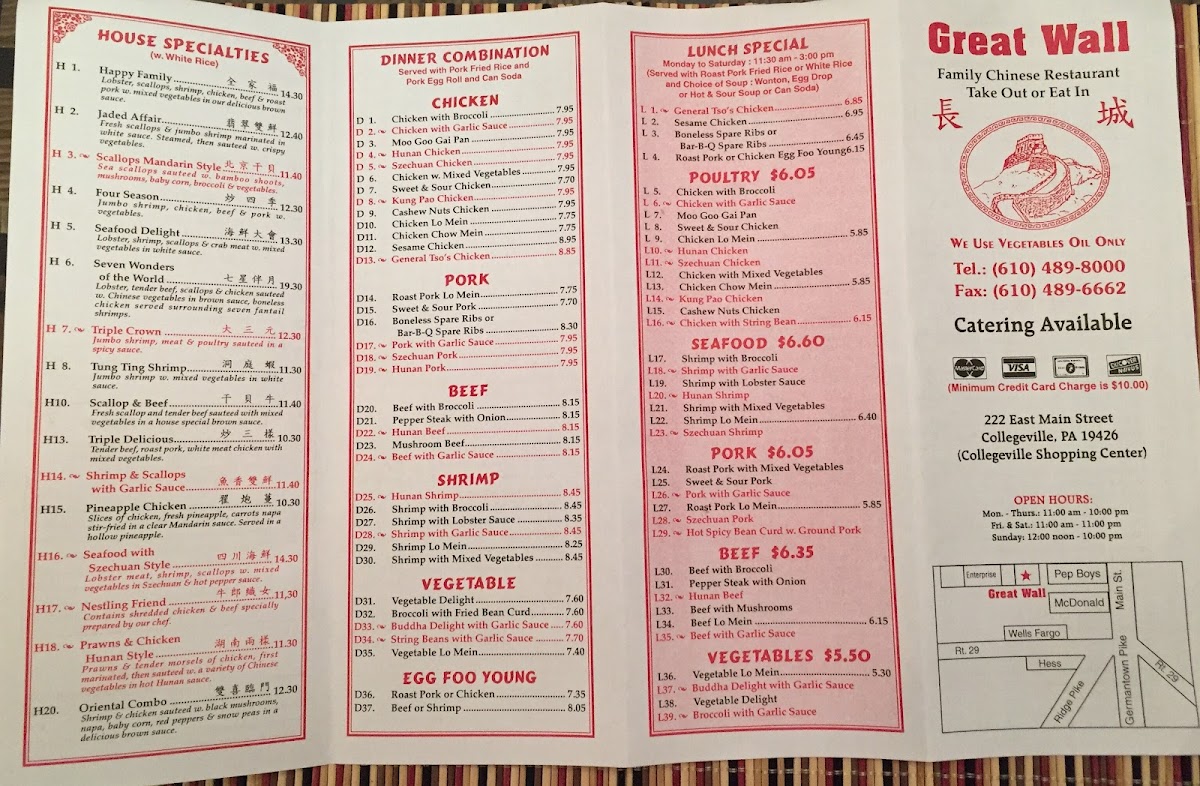 HOUSE SPECIALTIES
(w. White Rice)
H 1. Happy Family 全家福 14.30
Lobster, scallops, shrimp, chicken, beef & roast
pork w. mixed vegetables in our delicious brown
sauce.
H 2. Jaded Affair 翡翠雙鮮 12.40
Fresh scallops & jumbo shrimp marinated in
white sauce. Steamed, then sauteed w. crispy
vegetables.
H 3. Scallops Mandarin Style 北京干貝 11.40
Sea scallops sauteed w. bamboo shoots,
mushrooms, baby corn, broccoli & vegetables.
H 4. Four Season 炒四季 12.30
Jumbo shrimp, chicken, beef & pork w.
vegetables.
H 5. Seafood Delight 海鮮大會 13.30
Lobster, shrimp, scallops & crab meat w. mixed
vegetables in white sauce.
H 6. Seven Wonders
of the World 七星伴月 19.30
Lobster, tender beef, scallops & chicken sauteed
w. Chinese vegetables in brown sauce, boneless
chicken served surrounding seven fantail
shrimps.
H 7. Triple Crown 大三元 12.30
Jumbo shrimp, meat & poultry sauteed in a
spicy sauce.
H 8. Tung Ting Shrimp 洞庭蝦 11.30
Jumbo shrimp w. mixed vegetables in white
sauce.
H10. Scallop & Beef 干貝牛 11.40
Fresh scallop and tender beef sauteed with mixed
vegetables in a house special brown sauce.
H13. Triple Delicious 炒三樣 10.30
Tender beef, roast pork, white meat chicken with
mixed vegetables.
H14. Shrimp & Scallops
with Garlic Sauce 魚香雙鮮 11.40
H15. Pineapple Chicken 10.30
Slices of chicken, fresh pineapple, carrots napa
stir-fried in a clear Mandarin sauce. Served in a
hollow pineapple.
H16. Seafood with
Szechuan Style 四川海鮮 14.30
Lobster meat, shrimp, scallops w. mixed
vegetables in Szechuan & hot pepper sauce.
H17. Nestling Friend 牛郎織女 11.30
Contains shredded chicken & beef specially
prepared by our chef.
H18. Prawns & Chicken
Hunan Style 湖南兩樣 11.30
Prawns & tender morsels of chicken, first
marinated, then sauteed w. a variety of Chinese
vegetables in hot Hunan sauce.
H20. Oriental Combo 雙喜臨門 12.30
Shrimp & chicken sauteed w. black mushrooms,
napa, baby corn, red peppers & snow peas in a
delicious brown sauce.
DINNER COMBINATION
Served with Pork Fried Rice and
Pork Egg Roll and Can Soda
CHICKEN
D 1. Chicken with Broccoli 7.95
D 2. Chicken with Garlic Sauce 7.95
D 3. Moo Goo Gai Pan 7.95
D 4. Hunan Chicken 7.95
D 5. Szechuan Chicken 7.95
D 6. Chicken w. Mixed Vegetables 7.95
D 7. Sweet & Sour Chicken 7.70
D 8. Kung Pao Chicken 7.95
D 9. Cashew Nuts Chicken 7.95
D10. Chicken Lo Mein 7.75
D11. Chicken Chow Mein 7.75
D12. Sesame Chicken 8.95
D13. General Tso's Chicken 8.85
PORK
D14. Roast Pork Lo Mein 7.75
D15. Sweet & Sour Pork 7.70
D16. Boneless Spare Ribs or
Bar-B-Q Spare Ribs 8.30
D17. Pork with Garlic Sauce 7.95
D18. Szechuan Pork 7.95
D19. Hunan Pork 7.95
BEEF
D20. Beef with Broccoli 8.15
D21. Pepper Steak with Onion 8.15
D22. Hunan Beef 8.15
D23. Mushroom Beef 8.15
D24. Beef with Garlic Sauce 8.15
SHRIMP
D25. Hunan Shrimp 8.45
D26. Shrimp with Broccoli 8.45
D27. Shrimp with Lobster Sauce 8.35
D28. Shrimp with Garlic Sauce 8.45
D29. Shrimp Lo Mein 8.25
D30. Shrimp with Mixed Vegetables 8.45
VEGETABLE
D31. Vegetable Delight 7.60
D32. Broccoli with Fried Bean Curd 7.60
D33. Buddha Delight with Garlic Sauce 7.60
D34. String Beans with Garlic Sauce 7.70
D35. Vegetable Lo Mein 7.40
EGG FOO YOUNG
D36. Roast Pork or Chicken 7.35
D37. Beef or Shrimp 8.05
LUNCH SPECIAL
Monday to Saturday : 11:30 am - 3:00 pm
(Served with Roast Pork Fried Rice or White Rice
and Choice of Soup : Wonton, Egg Drop
or Hot & Sour Soup or Can Soda)
L 1. General Tso's Chicken 6.85
L 2. Sesame Chicken 6.95
L 3. Boneless Spare Ribs or
Bar-B-Q Spare Ribs 6.45
L 4. Roast Pork or Chicken Egg Foo Young 6.15
POULTRY $6.05
L 5. Chicken with Broccoli
L 6. Chicken with Garlic Sauce
L 7. Moo Goo Gai Pan
L 8. Sweet & Sour Chicken
L 9. Chicken Lo Mein 5.85
L10. Hunan Chicken
L11. Szechuan Chicken
L12. Chicken with Mixed Vegetables
L13. Chicken Chow Mein 5.85
L14. Kung Pao Chicken
L15. Cashew Nuts Chicken
L16. Chicken with String Bean 6.15
SEAFOOD $6.60
L17. Shrimp with Broccoli
L18. Shrimp with Garlic Sauce
L19. Shrimp with Lobster Sauce
L20. Hunan Shrimp
L21. Shrimp with Mixed Vegetables
L22. Shrimp Lo Mein 6.40
L23. Szechuan Shrimp
PORK $6.05
L24. Roast Pork with Mixed Vegetables
L25. Sweet & Sour Pork
L26. Pork with Garlic Sauce
L27. Roast Pork Lo Mein 5.85
L28. Szechuan Pork
L29. Hot Spicy Bean Curd w. Ground Pork
BEEF $6.35
L30. Beef with Broccoli
L31. Pepper Steak with Onion
L32. Hunan Beef
L33. Beef with Mushrooms
L34. Beef Lo Mein 6.15
L35. Beef with Garlic Sauce
VEGETABLES $5.50
L36. Vegetable Lo Mein 5.30
L37. Buddha Delight with Garlic Sauce
L38. Vegetable Delight
L39. Broccoli with Garlic Sauce
Great Wall
Family Chinese Restaurant
Take Out or Eat In
長城
WE USE VEGETABLES OIL ONLY
Tel.: (610) 489-8000
Fax: (610) 489-6662
Catering Available
MasterCard VISA DISCOVER
(Minimum Credit Card Charge is $10.00)
222 East Main Street
Collegeville, PA 19426
(Collegeville Shopping Center)
OPEN HOURS:
Mon. - Thurs.: 11:00 am - 10:00 pm
Fri. & Sat.: 11:00 am - 11:00 pm
Sunday: 12:00 noon - 10:00 pm
Enterprise
Great Wall
Pep Boys
McDonald
Main St.
Wells Fargo
Rt. 29
Hess
Ridge Pike
Germantown Pike
Rt. 29